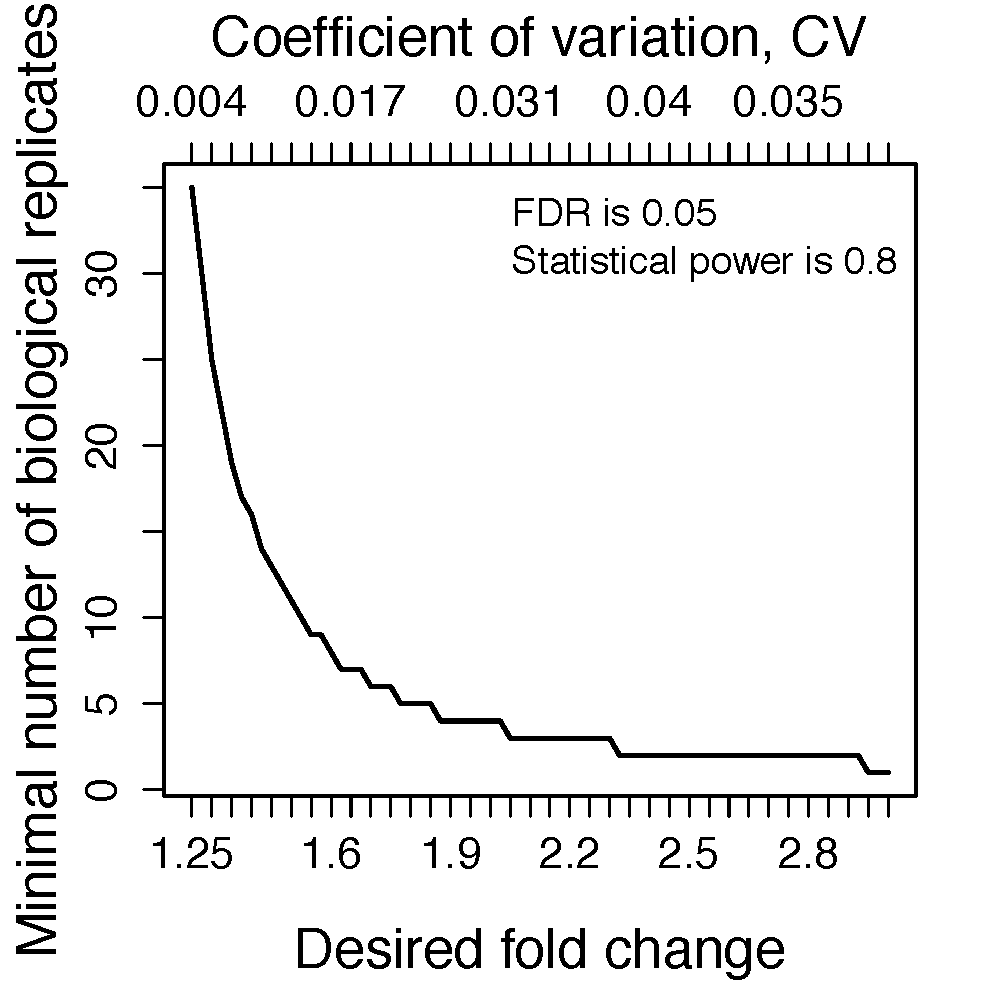 Coefficient of variation, CV
0.004 0.017 0.031 0.04 0.035
FDR is 0.05
Statistical power is 0.8
Minimal number of biological replicates
30
20
10
5
0
1.25 1.6 1.9 2.2 2.5 2.8
Desired fold change